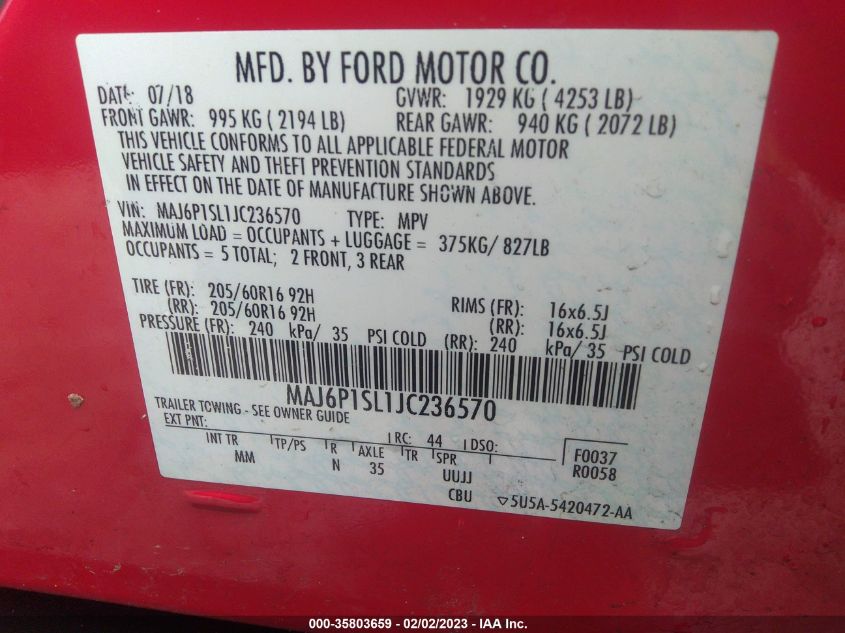 MFD. BY FORD MOTOR CO.
DATE: 07/18 GVWR: 1929 KG ( 4253 LB)
FRONT GAWR: 995 KG ( 2194 LB) REAR GAWR: 940 KG ( 2072 LB)
THIS VEHICLE CONFORMS TO ALL APPLICABLE FEDERAL MOTOR
VEHICLE SAFETY AND THEFT PREVENTION STANDARDS
IN EFFECT ON THE DATE OF MANUFACTURE SHOWN ABOVE.
VIN: MAJ6P1SL1JC236570 TYPE: MPV
MAXIMUM LOAD = OCCUPANTS + LUGGAGE = 375KG/ 827LB
OCCUPANTS = 5 TOTAL; 2 FRONT, 3 REAR
TIRE (FR): 205/60R16 92H RIMS (FR): 16x6.5J
(RR): 205/60R16 92H (RR): 16x6.5J
PRESSURE (FR): 240 kPa/ 35 PSI COLD (RR): 240 kPa/ 35 PSI COLD
MAJ6P1SL1JC236570
TRAILER TOWING - SEE OWNER GUIDE
EXT PNT: RC: 44 DSO: F0037
INT TR TP/PS R AXLE TR SPR R0058
MM N 35 UUJJ
CBU 5U5A-5420472-AA
000-35803659 - 02/02/2023 - IAA Inc.